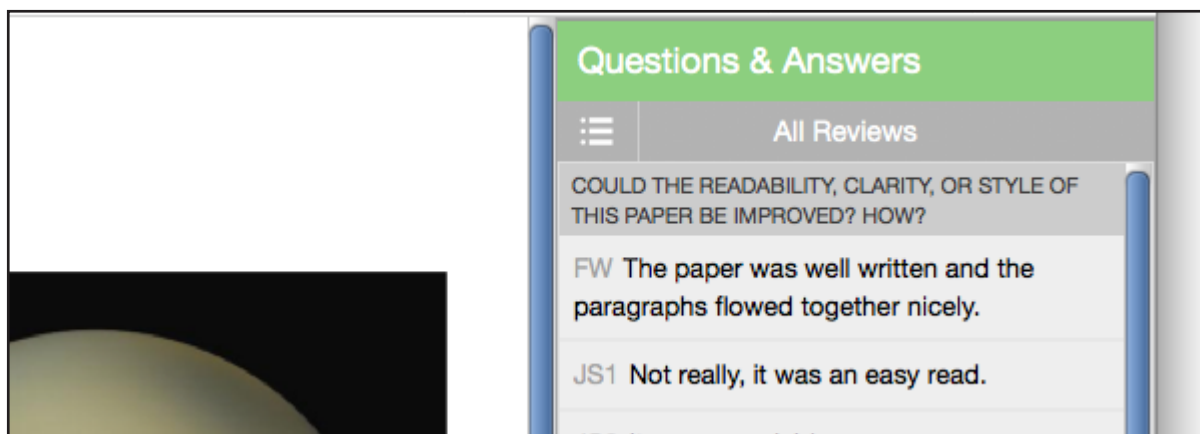 Questions & Answers
All Reviews
COULD THE READABILITY, CLARITY, OR STYLE OF
THIS PAPER BE IMPROVED? HOW?
FW The paper was well written and the
paragraphs flowed together nicely.
JS1 Not really, it was an easy read.